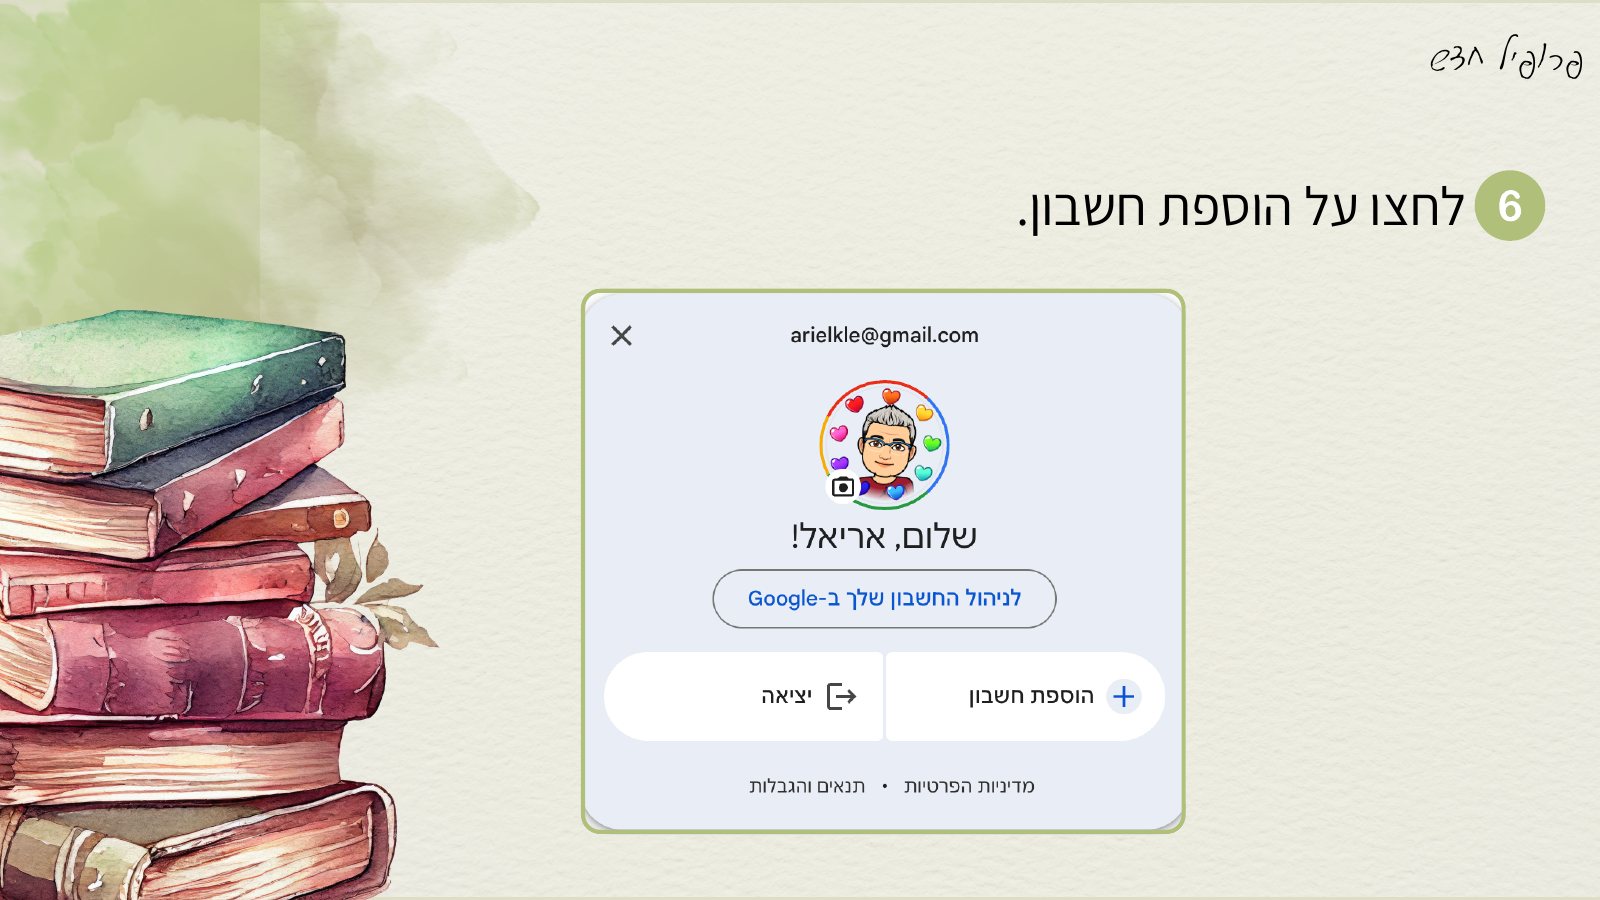 פרופיל חדש
6 לחצו על הוספת חשבון.
arielkle@gmail.com
שלום, אריאל!
לניהול החשבון שלך ב-Google
הוספת חשבון
יציאה
מדיניות הפרטיות • תנאים והגבלות